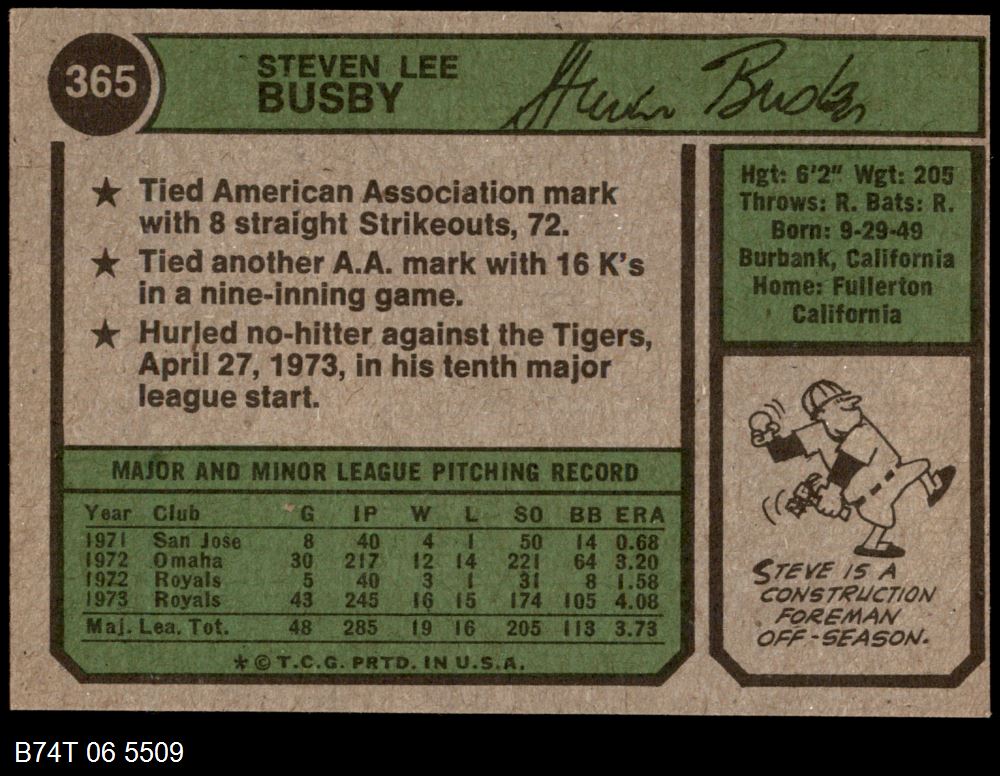 365
STEVEN LEE
BUSBY
Steven Busby
★ Tied American Association mark
with 8 straight Strikeouts, 72.
★ Tied another A.A. mark with 16 K's
in a nine-inning game.
★ Hurled no-hitter against the Tigers,
April 27, 1973, in his tenth major
league start.
Hgt: 6'2" Wgt: 205
Throws: R. Bats: R.
Born: 9-29-49
Burbank, California
Home: Fullerton
California
MAJOR AND MINOR LEAGUE PITCHING RECORD
Year Club G IP W L SO BB ERA
1971 San Jose 8 40 4 1 50 14 0.68
1972 Omaha 30 217 12 14 221 64 3.20
1972 Royals 5 40 3 1 31 8 1.58
1973 Royals 43 245 16 15 174 105 4.08
Maj. Lea. Tot. 48 285 19 16 205 113 3.73
★ © T.C.G. PRTD. IN U.S.A.
STEVE IS A
CONSTRUCTION
FOREMAN
OFF-SEASON.
B74T 06 5509